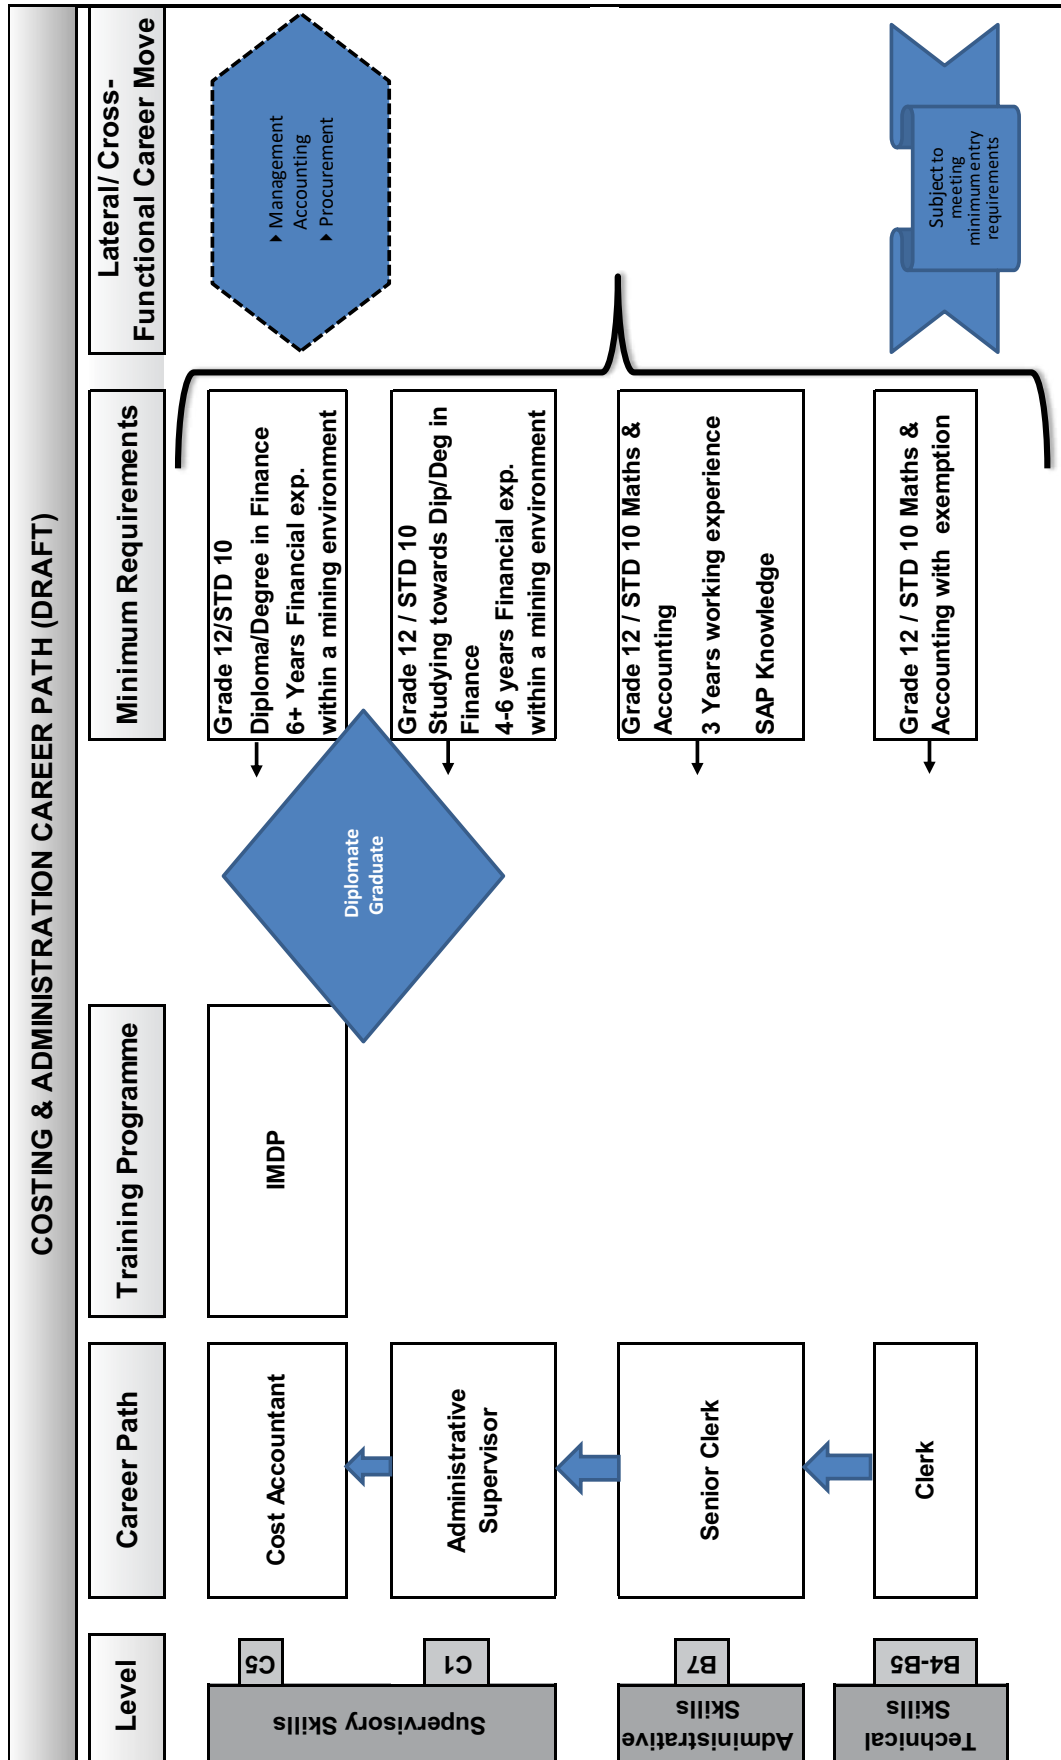 COSTING & ADMINISTRATION CAREER PATH (DRAFT)
Level
Career Path
Training Programme
Minimum Requirements
Lateral/ Cross-
Functional Career Move
Supervisory Skills
C5
Cost Accountant
IMDP
Grade 12/STD 10
Diploma/Degree in Finance
6+ Years Financial exp.
within a mining environment
Management
Accounting
Procurement
C1
Administrative
Supervisor
Diplomate
Graduate
Grade 12 / STD 10
Studying towards Dip/Deg in
Finance
4-6 years Financial exp.
within a mining environment
Administrative
Skills
B7
Senior Clerk
Grade 12 / STD 10 Maths &
Accounting
3 Years working experience
SAP Knowledge
Technical
Skills
B4-B5
Clerk
Grade 12 / STD 10 Maths &
Accounting with exemption
Subject to
meeting
minimum entry
requirements